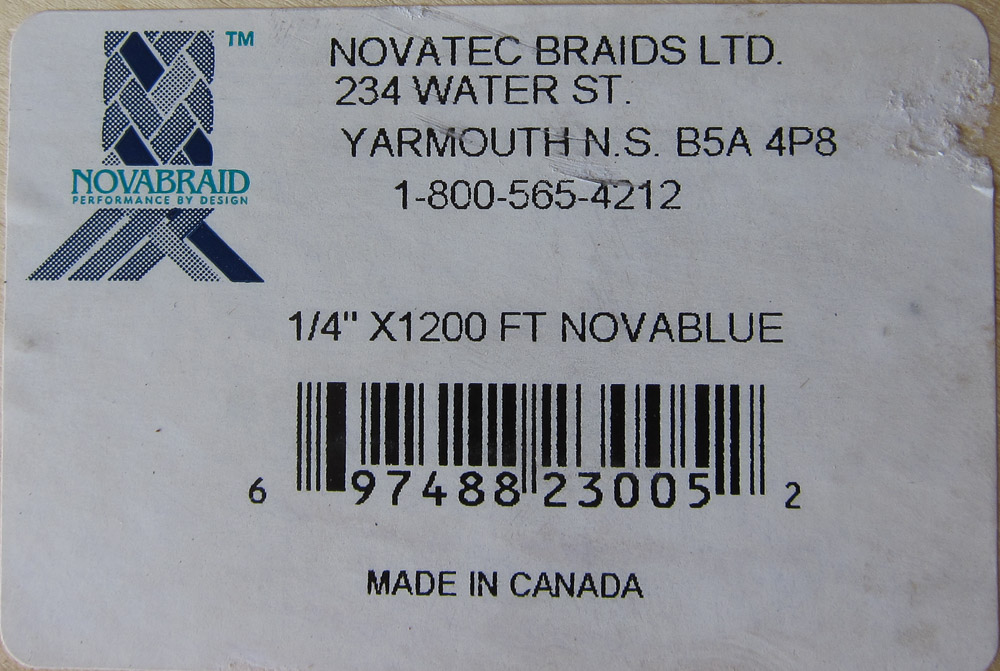 TM
NOVABRAID
PERFORMANCE BY DESIGN
NOVATEC BRAIDS LTD.
234 WATER ST.
YARMOUTH N.S. B5A 4P8
1-800-565-4212
1/4" X1200 FT NOVABLUE
6 97488 23005 2
MADE IN CANADA